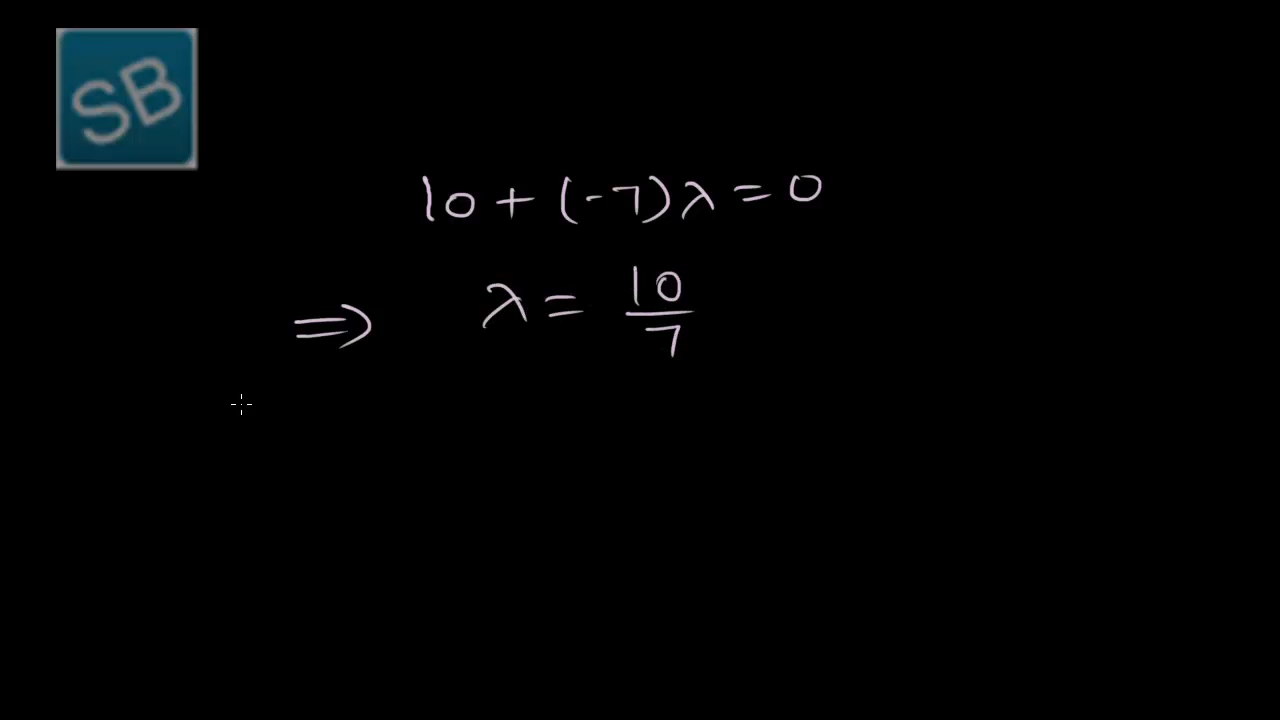 SB
10 + (-7)λ = 0
⇒ λ = 10/7